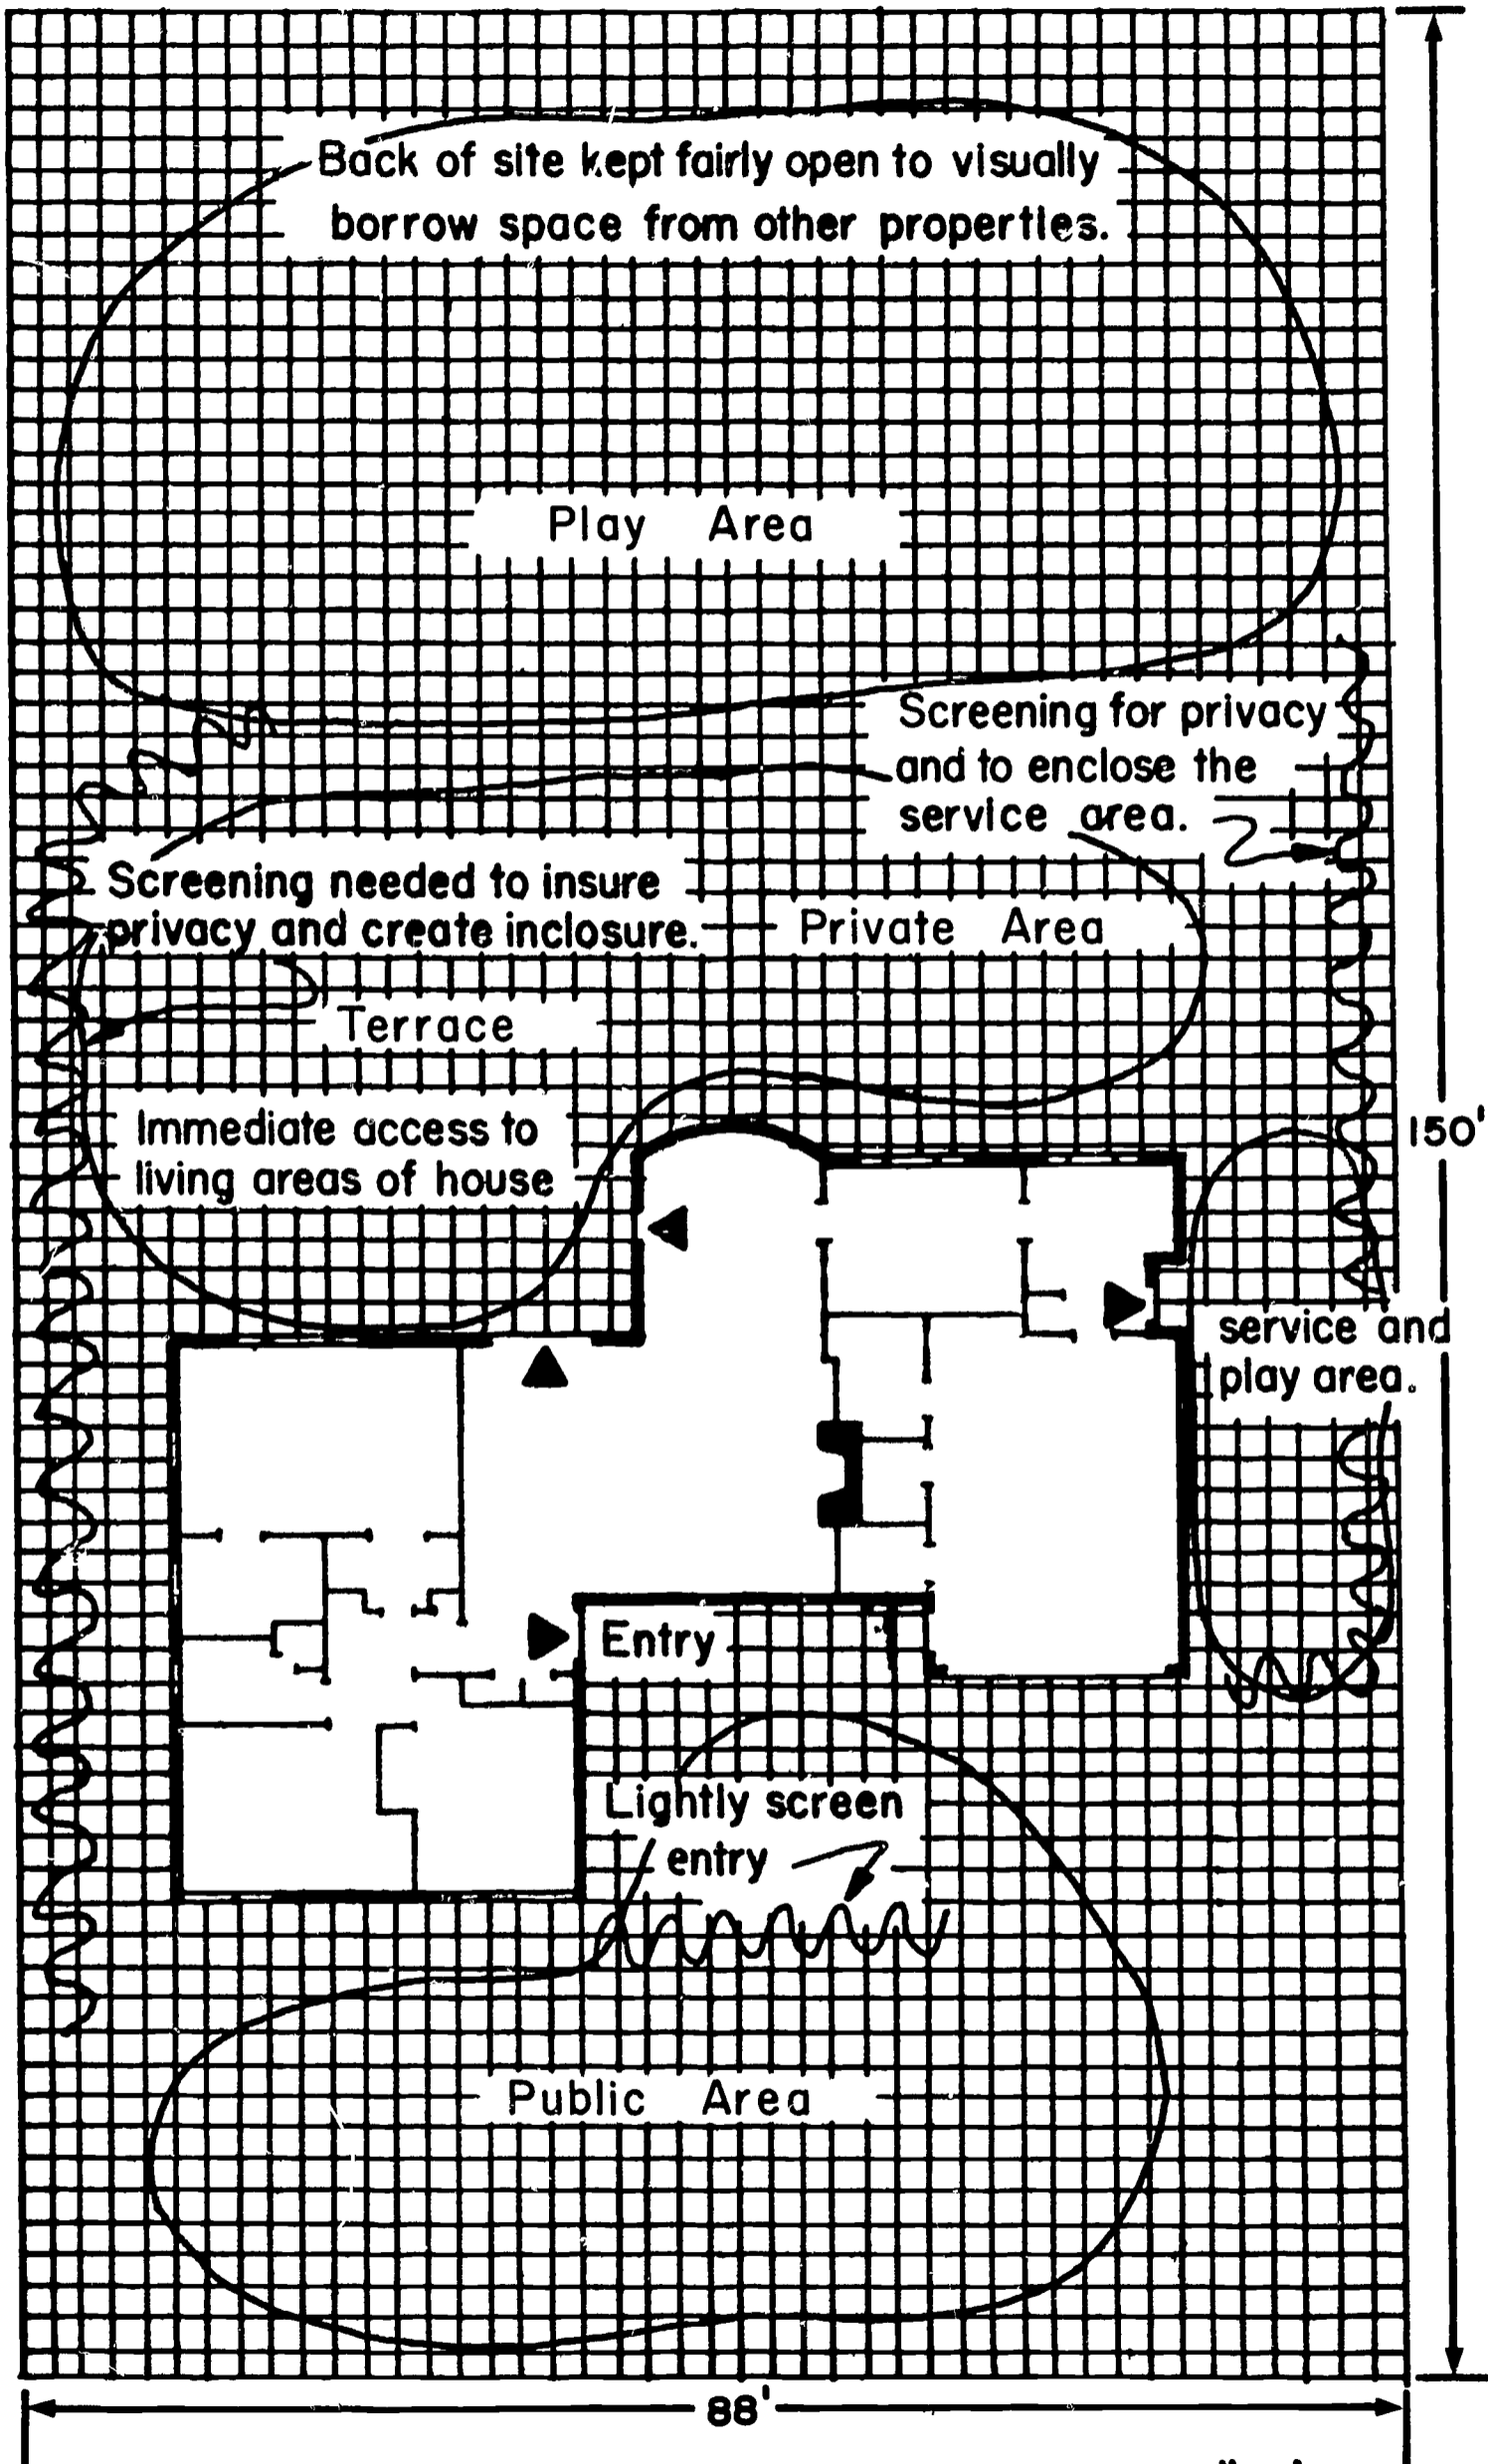 Back of site kept fairly open to visually
borrow space from other properties.
Play Area
Screening for privacy
and to enclose the
service area.
Screening needed to insure
privacy and create inclosure.
Private Area
Terrace
Immediate access to
living areas of house
150'
service and
play area.
Entry
Lightly screen
entry
Public Area
88'